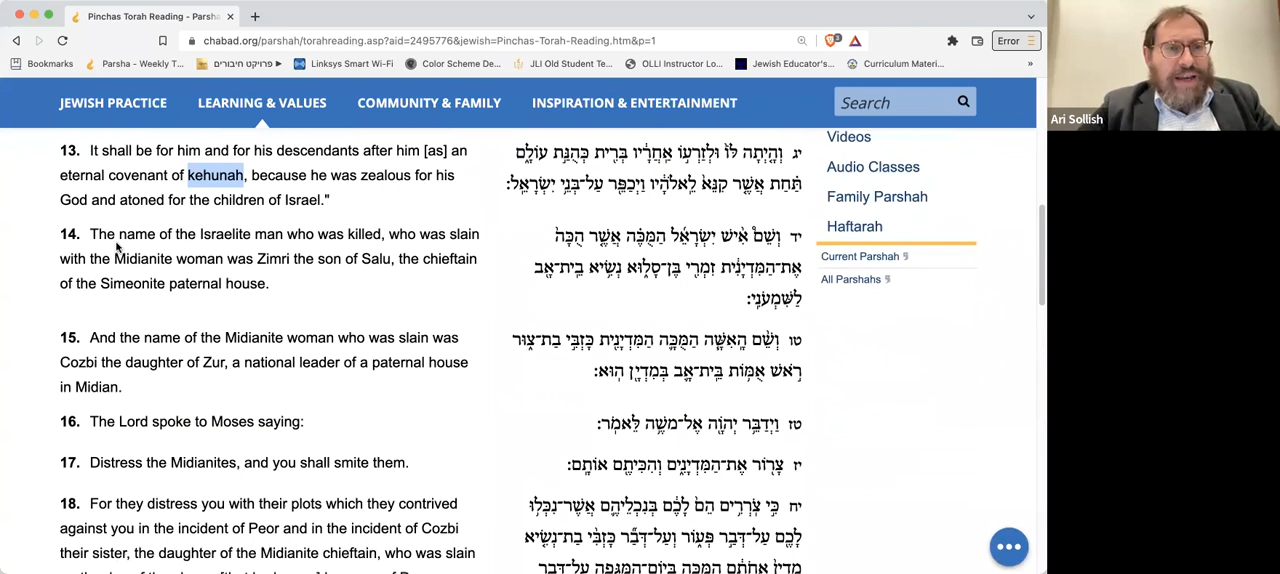 Pinchas Torah Reading - Parshah
chabad.org/parshah/torahreading.asp?aid=2495776&jewish=Pinchas-Torah-Reading.htm&p=1
3
Error
Bookmarks
Parsha - Weekly T...
פרוייקט חיבורים
Linksys Smart Wi-Fi
Color Scheme De...
JLI Old Student Te...
OLLI Instructor Lo...
Jewish Educator's...
Curriculum Materi...
»
JEWISH PRACTICE
LEARNING & VALUES
COMMUNITY & FAMILY
INSPIRATION & ENTERTAINMENT
Search
Ari Sollish
13. It shall be for him and for his descendants after him [as] an
eternal covenant of kehunah, because he was zealous for his
God and atoned for the children of Israel."
14. The name of the Israelite man who was killed, who was slain
with the Midianite woman was Zimri the son of Salu, the chieftain
of the Simeonite paternal house.
15. And the name of the Midianite woman who was slain was
Cozbi the daughter of Zur, a national leader of a paternal house
in Midian.
16. The Lord spoke to Moses saying:
17. Distress the Midianites, and you shall smite them.
18. For they distress you with their plots which they contrived
against you in the incident of Peor and in the incident of Cozbi
their sister, the daughter of the Midianite chieftain, who was slain
יג וְהָ֤יְתָה לּוֹ֙ וּלְזַרְע֣וֹ אַֽחֲרָ֔יו בְּרִ֖ית כְּהֻנַּ֣ת עוֹלָ֑ם
תַּ֗חַת אֲשֶׁ֤ר קִנֵּא֙ לֵֽאלֹהָ֔יו וַיְכַפֵּ֖ר עַל־בְּנֵ֥י יִשְׂרָאֵֽל:
יד וְשֵׁם֩ אִ֨ישׁ יִשְׂרָאֵ֜ל הַמֻּכֶּ֗ה אֲשֶׁ֤ר הֻכָּה֙
אֶת־הַמִּדְיָנִ֔ית זִמְרִ֖י בֶּן־סָל֑וּא נְשִׂ֥יא בֵֽית־אָ֖ב
לַשִּׁמְעֹנִֽי:
טו וְשֵׁ֨ם הָֽאִשָּׁ֧ה הַמֻּכָּ֛ה הַמִּדְיָנִ֖ית כָּזְבִּ֣י בַת־צ֑וּר
רֹ֣אשׁ אֻמּ֥וֹת בֵּֽית־אָ֛ב בְּמִדְיָ֖ן הֽוּא:
טז וַיְדַבֵּ֥ר יְהֹוָ֖ה אֶל־משֶׁ֥ה לֵּאמֹֽר:
יז צָר֖וֹר אֶת־הַמִּדְיָנִ֑ים וְהִכִּיתֶ֖ם אוֹתָֽם:
יח כִּ֣י צֹֽרְרִ֥ים הֵם֙ לָכֶ֔ם בְּנִכְלֵיהֶ֛ם אֲשֶׁר־נִכְּל֥וּ
לָכֶ֖ם עַל־דְּבַ֣ר פְּע֑וֹר וְעַל־דְּבַ֞ר כָּזְבִּ֨י בַת־נְשִׂ֤יא
מִדְיָן֙ אֲחֹתָ֔ם הַמֻּכָּ֥ה בְיֽוֹם־הַמַּגֵּפָ֖ה עַל־דְּבַ֥ר
Videos
Audio Classes
Family Parshah
Haftarah
Current Parshah
All Parshahs